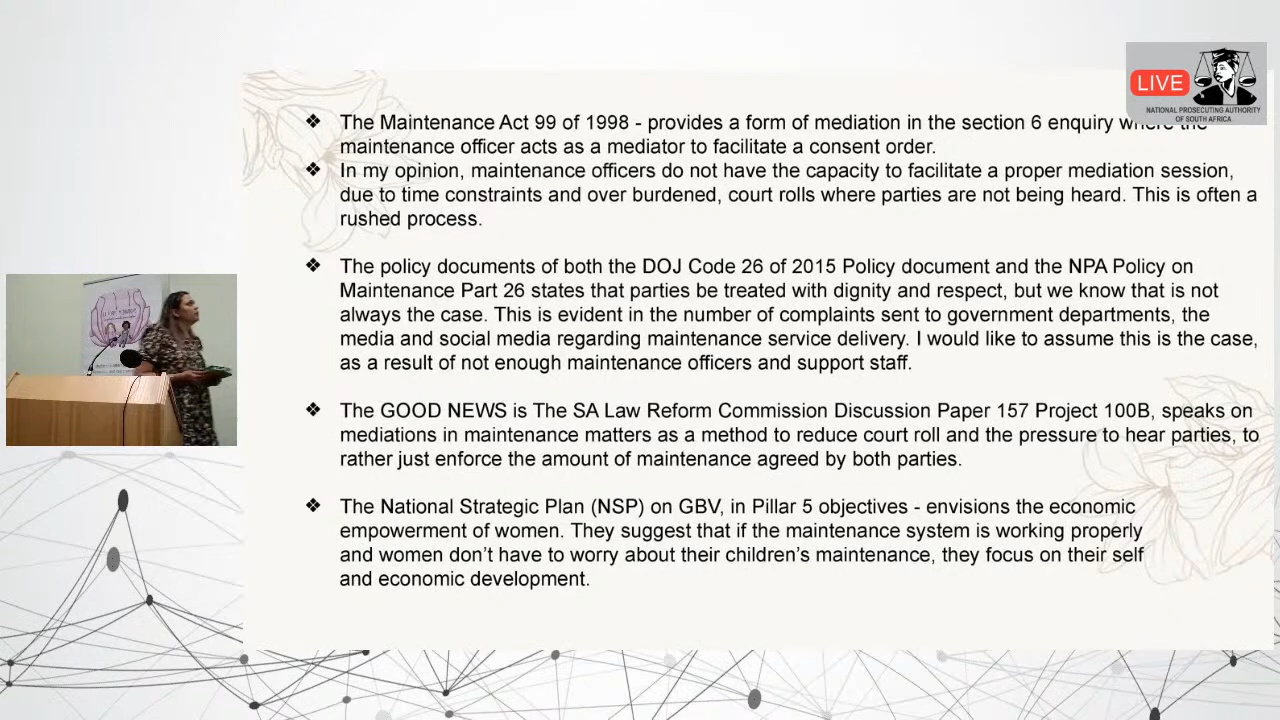 LIVE
NATIONAL PROSECUTING AUTHORITY
OF SOUTH AFRICA
❖ The Maintenance Act 99 of 1998 - provides a form of mediation in the section 6 enquiry where the
maintenance officer acts as a mediator to facilitate a consent order.
❖ In my opinion, maintenance officers do not have the capacity to facilitate a proper mediation session,
due to time constraints and over burdened, court rolls where parties are not being heard. This is often a
rushed process.
❖ The policy documents of both the DOJ Code 26 of 2015 Policy document and the NPA Policy on
Maintenance Part 26 states that parties be treated with dignity and respect, but we know that is not
always the case. This is evident in the number of complaints sent to government departments, the
media and social media regarding maintenance service delivery. I would like to assume this is the case,
as a result of not enough maintenance officers and support staff.
❖ The GOOD NEWS is The SA Law Reform Commission Discussion Paper 157 Project 100B, speaks on
mediations in maintenance matters as a method to reduce court roll and the pressure to hear parties, to
rather just enforce the amount of maintenance agreed by both parties.
❖ The National Strategic Plan (NSP) on GBV, in Pillar 5 objectives - envisions the economic
empowerment of women. They suggest that if the maintenance system is working properly
and women don't have to worry about their children's maintenance, they focus on their self
and economic development.